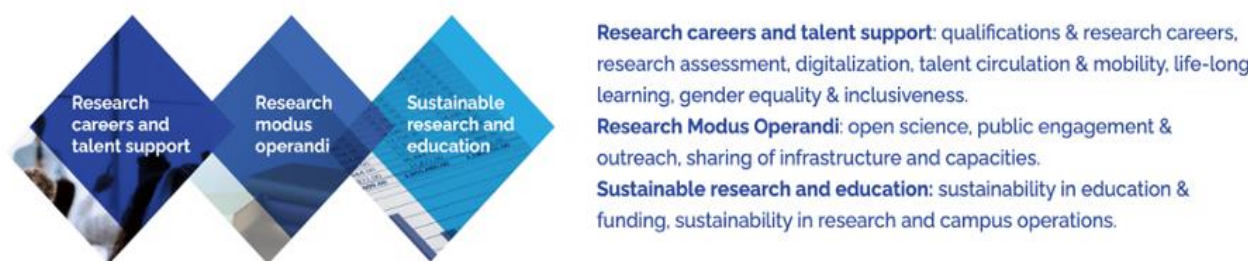 Research
careers and
talent support
Research
modus
operandi
Sustainable
research and
education
Research careers and talent support: qualifications & research careers,
research assessment, digitalization, talent circulation & mobility, life-long
learning, gender equality & inclusiveness.
Research Modus Operandi: open science, public engagement &
outreach, sharing of infrastructure and capacities.
Sustainable research and education: sustainability in education &
funding, sustainability in research and campus operations.